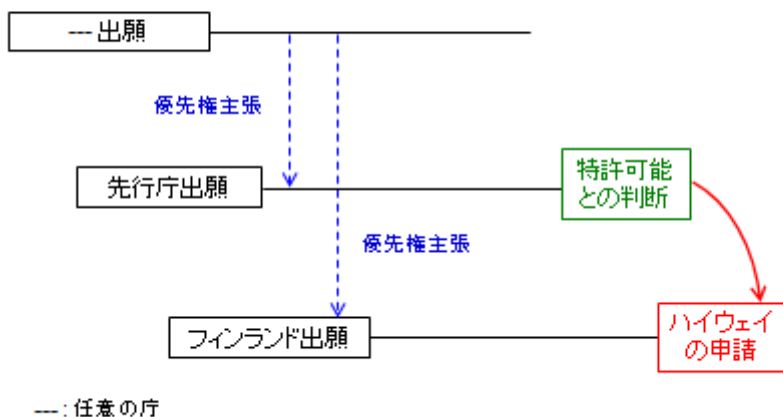 --- 出願
優先権主張
先行庁出願
特許可能
との判断
優先権主張
フィンランド出願
ハイウェイ
の申請
---：任意の庁